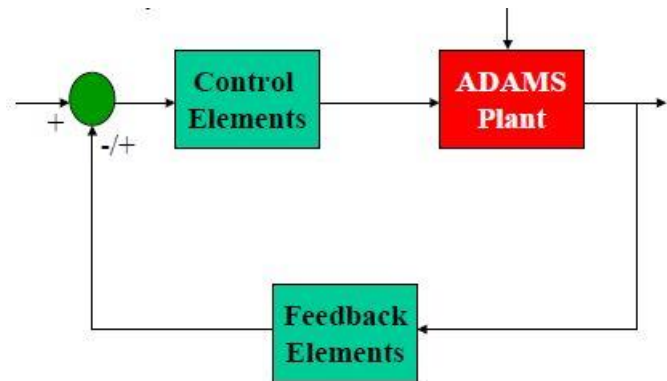 Control
Elements
ADAMS
Plant
+
-/+
Feedback
Elements